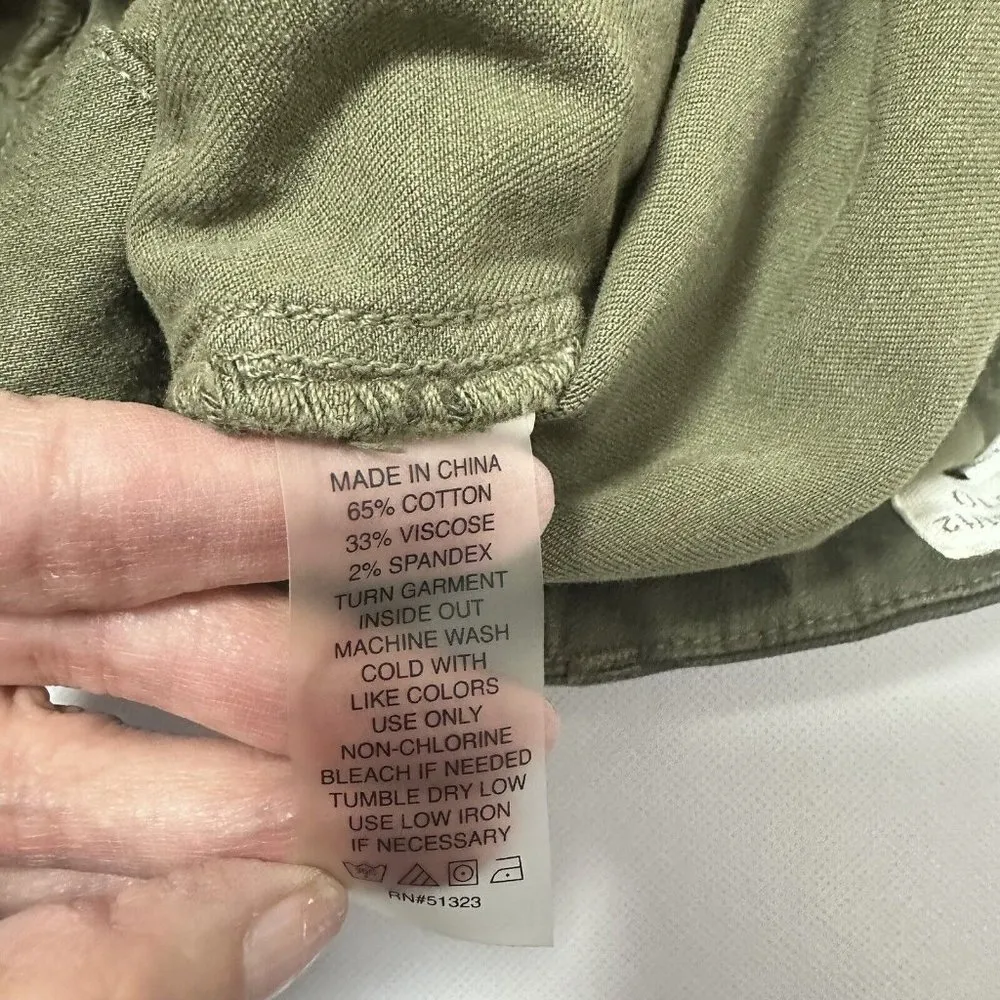 MADE IN CHINA
65% COTTON
33% VISCOSE
2% SPANDEX
TURN GARMENT
INSIDE OUT
MACHINE WASH
COLD WITH
LIKE COLORS
USE ONLY
NON-CHLORINE
BLEACH IF NEEDED
TUMBLE DRY LOW
USE LOW IRON
IF NECESSARY
RN#51323